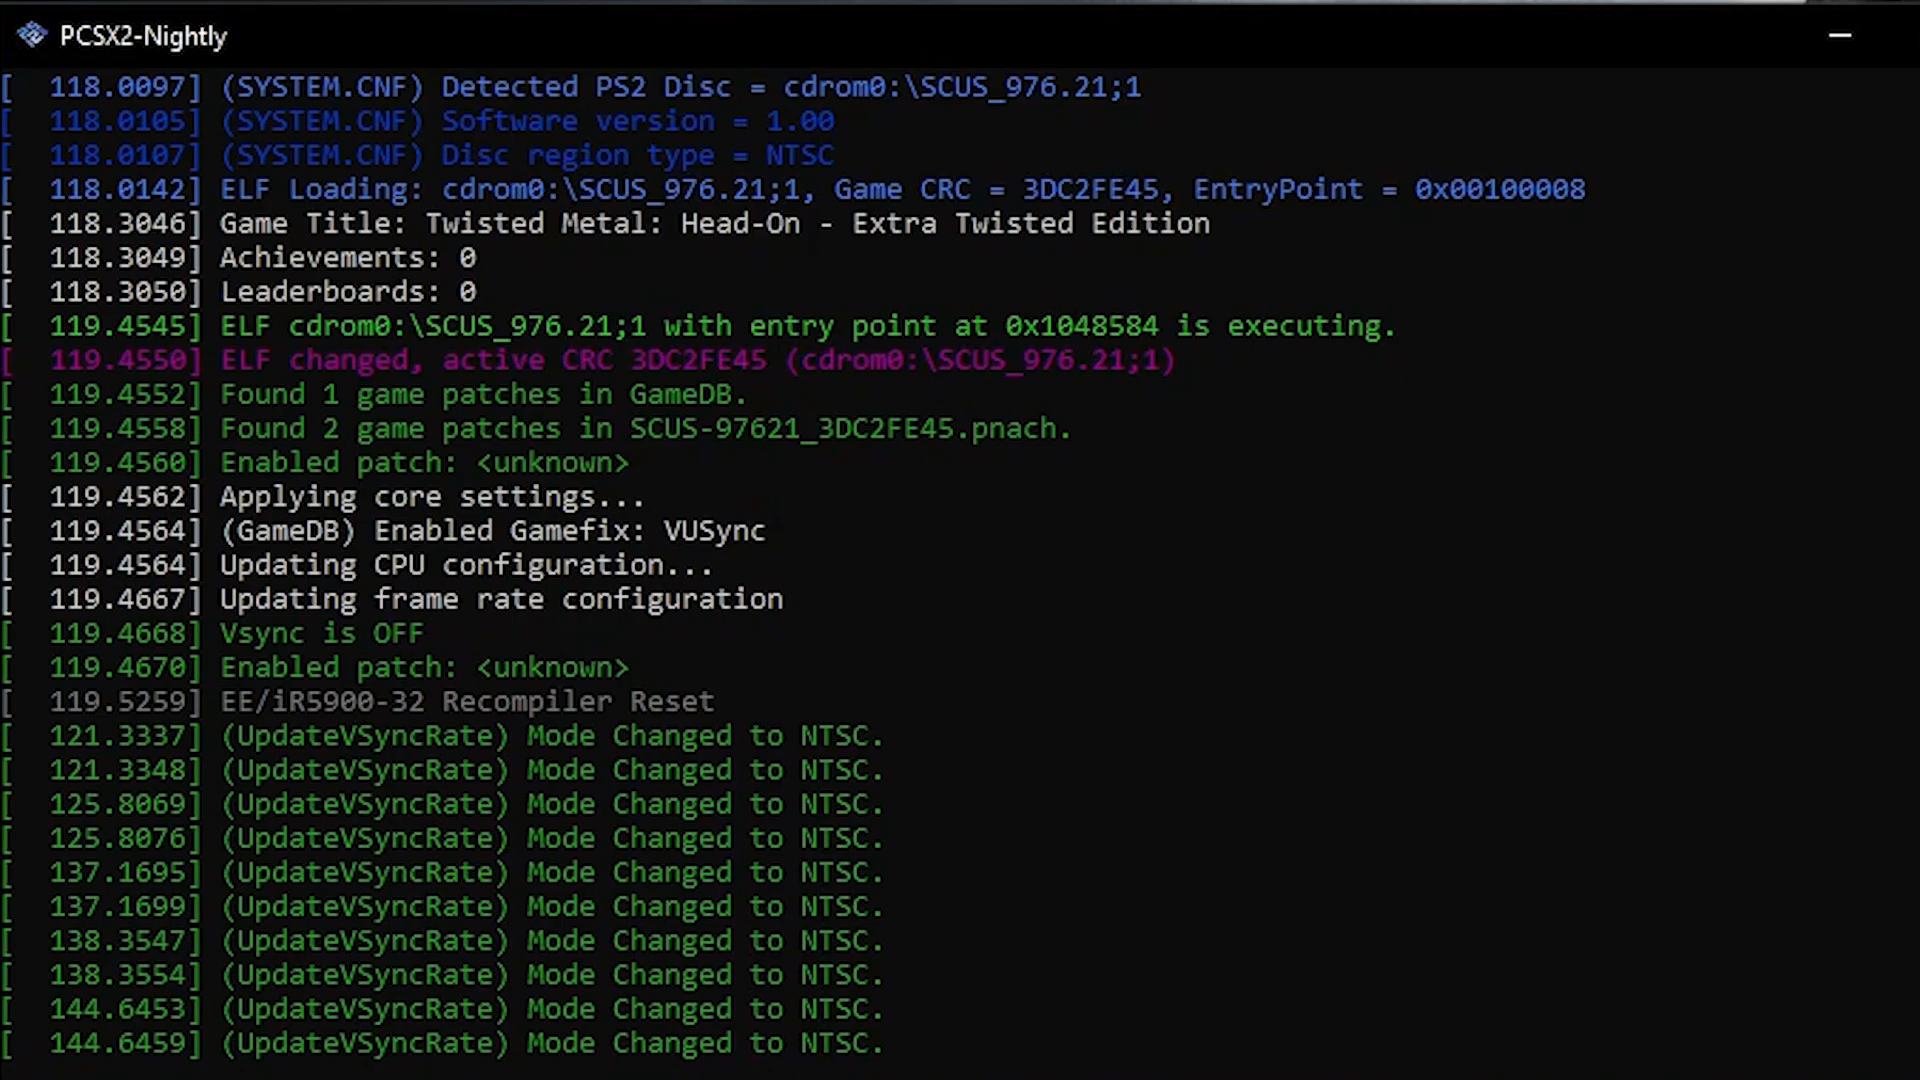 PCSX2-Nightly
[  118.0097] (SYSTEM.CNF) Detected PS2 Disc = cdrom0:\SCUS_976.21;1
[  118.0105] (SYSTEM.CNF) Software version = 1.00
[  118.0107] (SYSTEM.CNF) Disc region type = NTSC
[  118.0142] ELF Loading: cdrom0:\SCUS_976.21;1, Game CRC = 3DC2FE45, EntryPoint = 0x00100008
[  118.3046] Game Title: Twisted Metal: Head-On - Extra Twisted Edition
[  118.3049] Achievements: 0
[  118.3050] Leaderboards: 0
[  119.4545] ELF cdrom0:\SCUS_976.21;1 with entry point at 0x1048584 is executing.
[  119.4550] ELF changed, active CRC 3DC2FE45 (cdrom0:\SCUS_976.21;1)
[  119.4552] Found 1 game patches in GameDB.
[  119.4558] Found 2 game patches in SCUS-97621_3DC2FE45.pnach.
[  119.4560] Enabled patch: <unknown>
[  119.4562] Applying core settings...
[  119.4564] (GameDB) Enabled Gamefix: VUSync
[  119.4564] Updating CPU configuration...
[  119.4667] Updating frame rate configuration
[  119.4668] Vsync is OFF
[  119.4670] Enabled patch: <unknown>
[  119.5259] EE/iR5900-32 Recompiler Reset
[  121.3337] (UpdateVSyncRate) Mode Changed to NTSC.
[  121.3348] (UpdateVSyncRate) Mode Changed to NTSC.
[  125.8069] (UpdateVSyncRate) Mode Changed to NTSC.
[  125.8076] (UpdateVSyncRate) Mode Changed to NTSC.
[  137.1695] (UpdateVSyncRate) Mode Changed to NTSC.
[  137.1699] (UpdateVSyncRate) Mode Changed to NTSC.
[  138.3547] (UpdateVSyncRate) Mode Changed to NTSC.
[  138.3554] (UpdateVSyncRate) Mode Changed to NTSC.
[  144.6453] (UpdateVSyncRate) Mode Changed to NTSC.
[  144.6459] (UpdateVSyncRate) Mode Changed to NTSC.